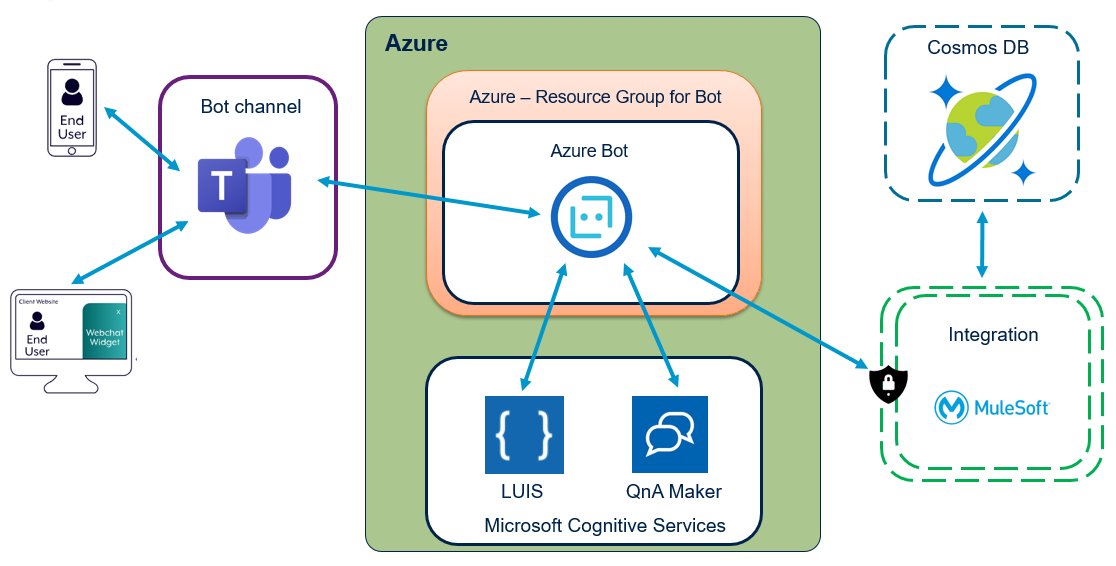 Azure
Cosmos DB
End
User
Bot channel
T
Azure – Resource Group for Bot
Azure Bot
Client Website
x
End
User
Webchat
Widget
Integration
MuleSoft
{ }
LUIS
QnA Maker
Microsoft Cognitive Services